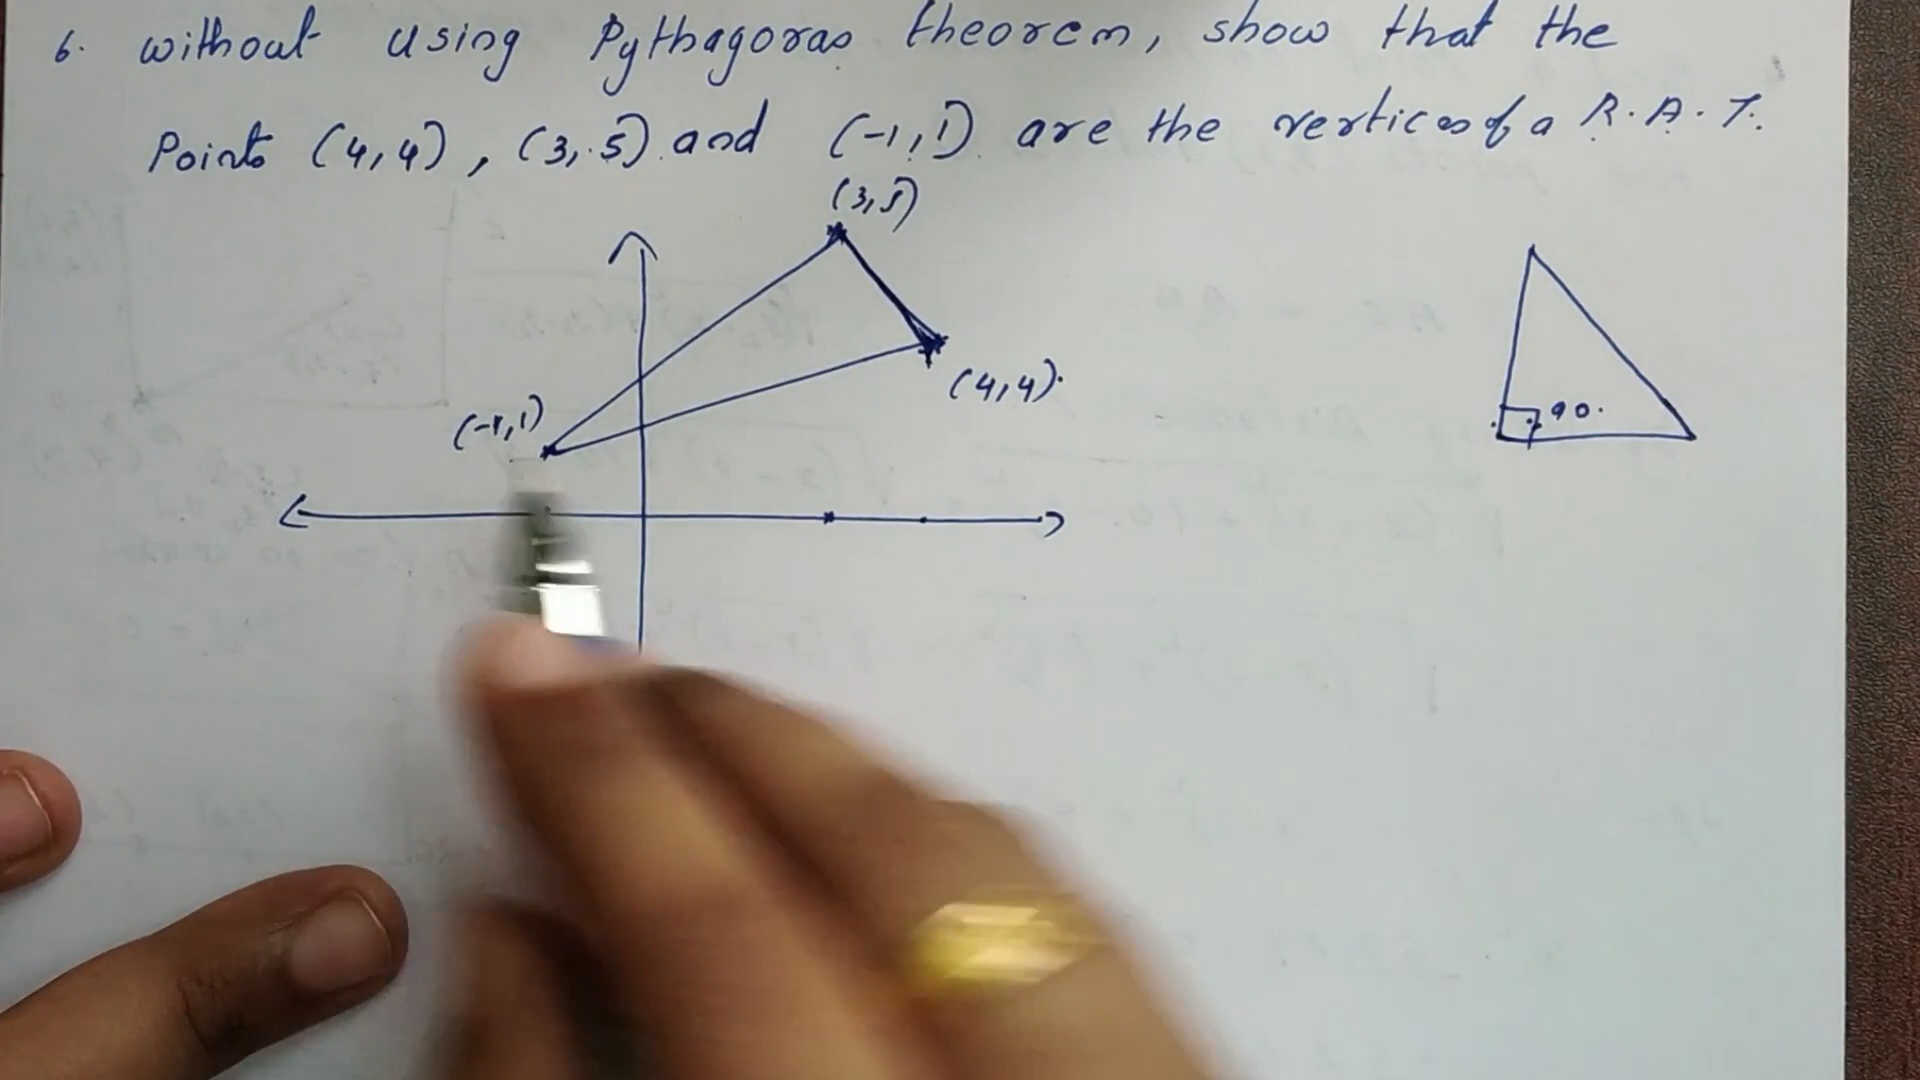 6. without using Pythagoras theorem, show that the
Points (4,4), (3,5) and (-1,1) are the vertices of a R.A.T.
(3,5)
(4,4)
(-1,1)
90.